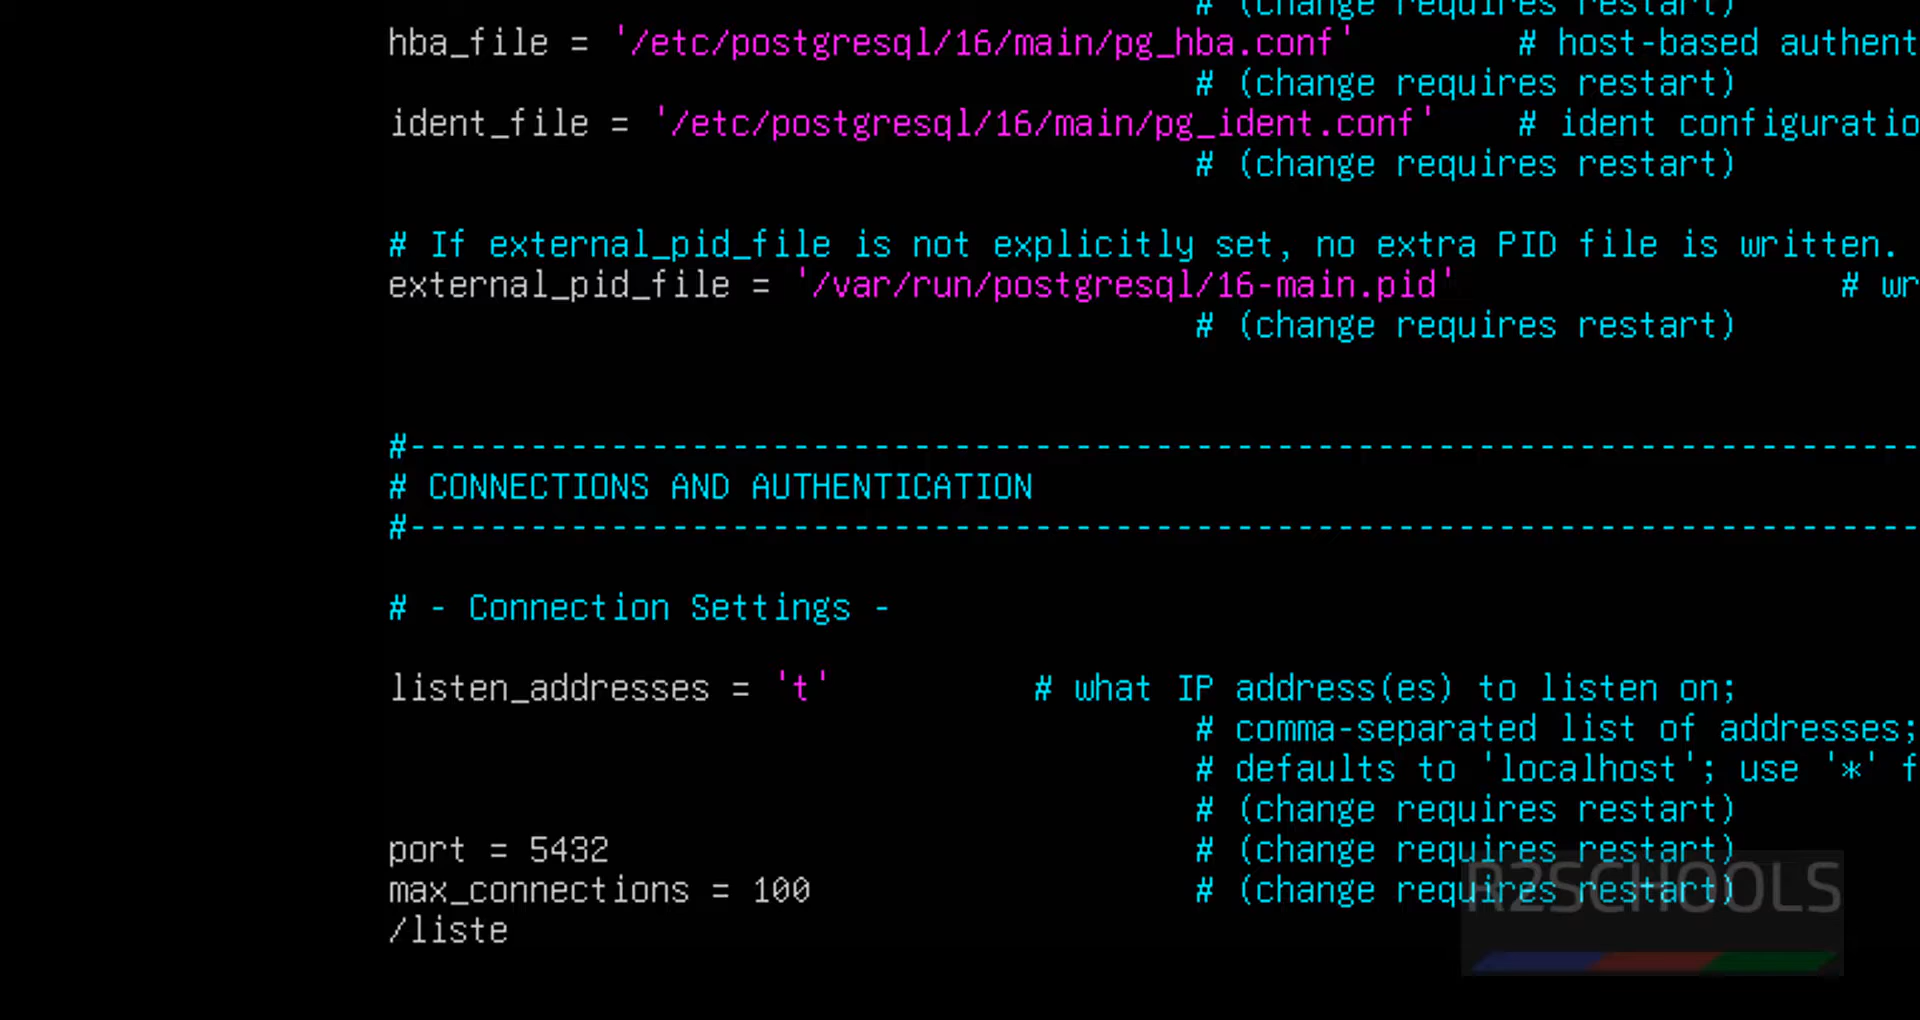 # (change requires restart)
hba_file = '/etc/postgresql/16/main/pg_hba.conf' # host-based authent
# (change requires restart)
ident_file = '/etc/postgresql/16/main/pg_ident.conf' # ident configuratio
# (change requires restart)
# If external_pid_file is not explicitly set, no extra PID file is written.
external_pid_file = '/var/run/postgresql/16-main.pid' # wr
# (change requires restart)
#---------------------------------------------------------------------------
# CONNECTIONS AND AUTHENTICATION
#---------------------------------------------------------------------------
# - Connection Settings -
listen_addresses = 't' # what IP address(es) to listen on;
# comma-separated list of addresses;
# defaults to 'localhost'; use '*' f
# (change requires restart)
port = 5432 # (change requires restart)
max_connections = 100 # (change requires restart)
/liste
R2SCHOOLS